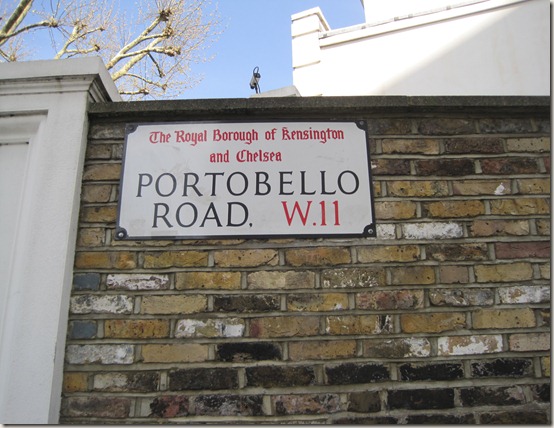 The Royal Borough of Kensington
and Chelsea
PORTOBELLO
ROAD, W.11